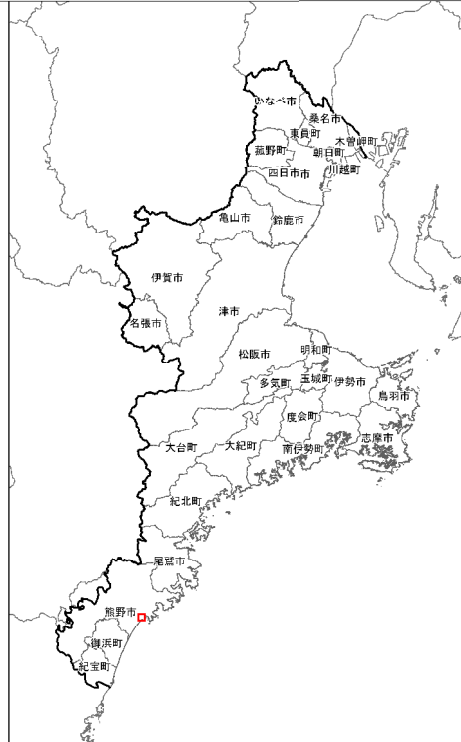 いなべ市
桑名市
東員町
木曽岬町
菰野町
朝日町
川越町
四日市市
亀山市
鈴鹿市
伊賀市
津市
名張市
松阪市
明和町
多気町
玉城町
伊勢市
鳥羽市
度会町
志摩市
大台町
大紀町
南伊勢町
紀北町
尾鷲市
熊野市
御浜町
紀宝町